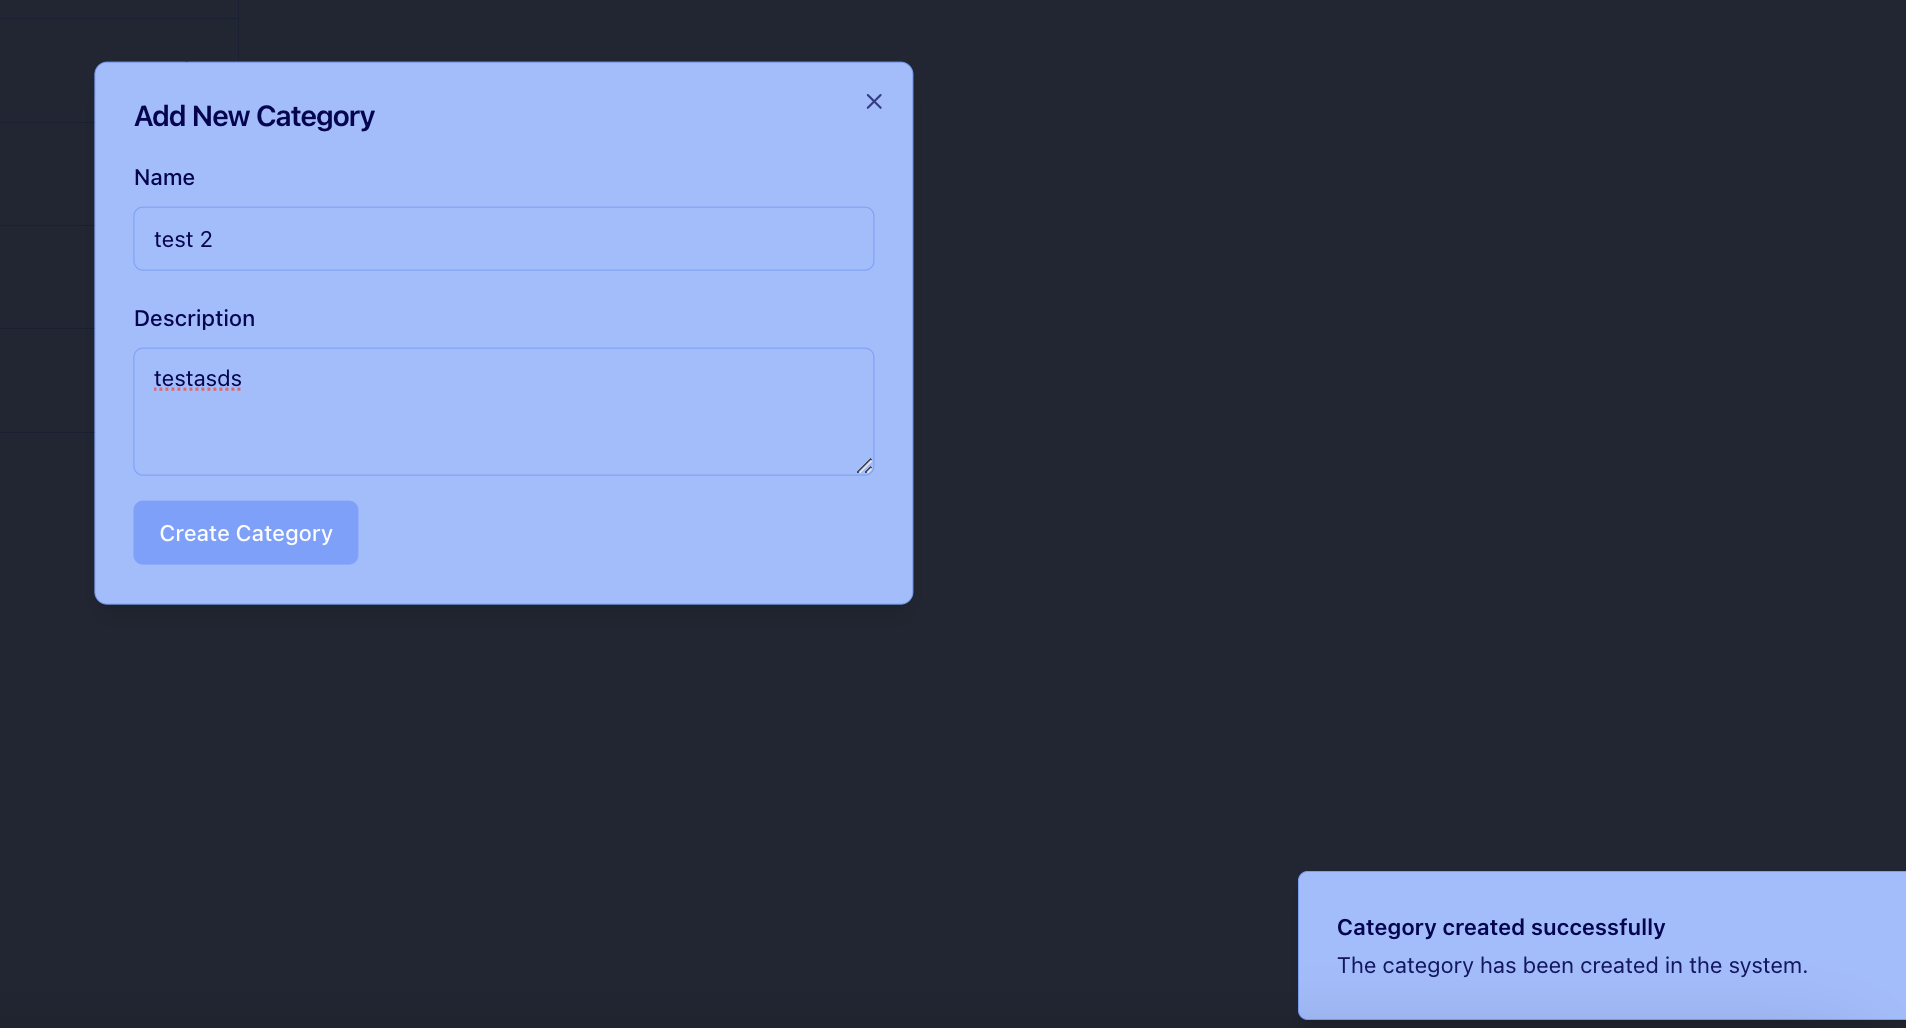 Add New Category
Name
test 2
Description
testasds
Create Category
Category created successfully
The category has been created in the system.